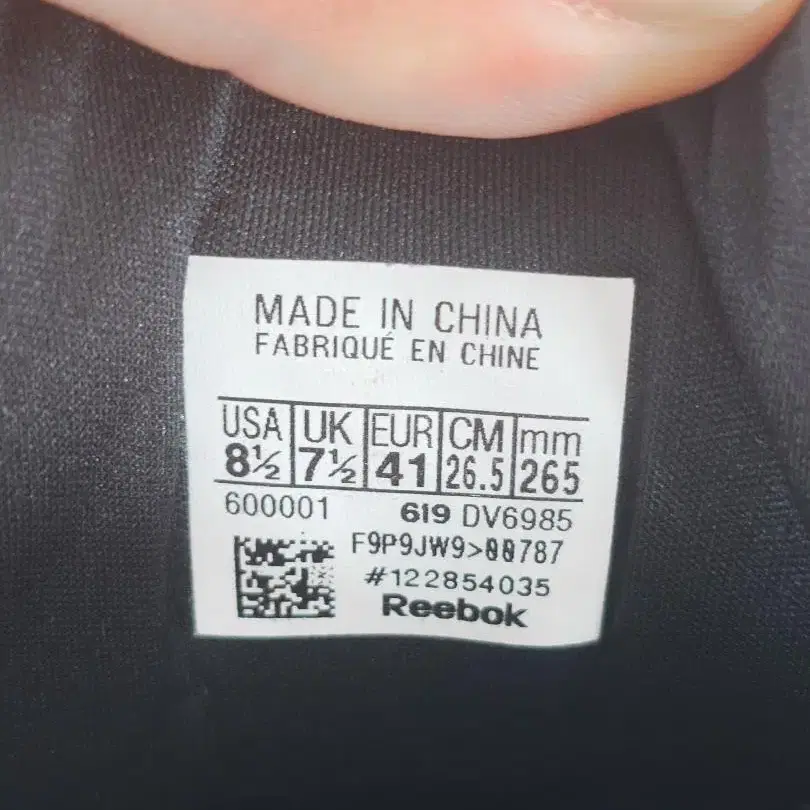 MADE IN CHINA
FABRIQUÉ EN CHINE
USA UK EUR CM mm
8½ 7½ 41 26.5 265
600001 619 DV6985
F9P9JW9>00787
#122854035
Reebok